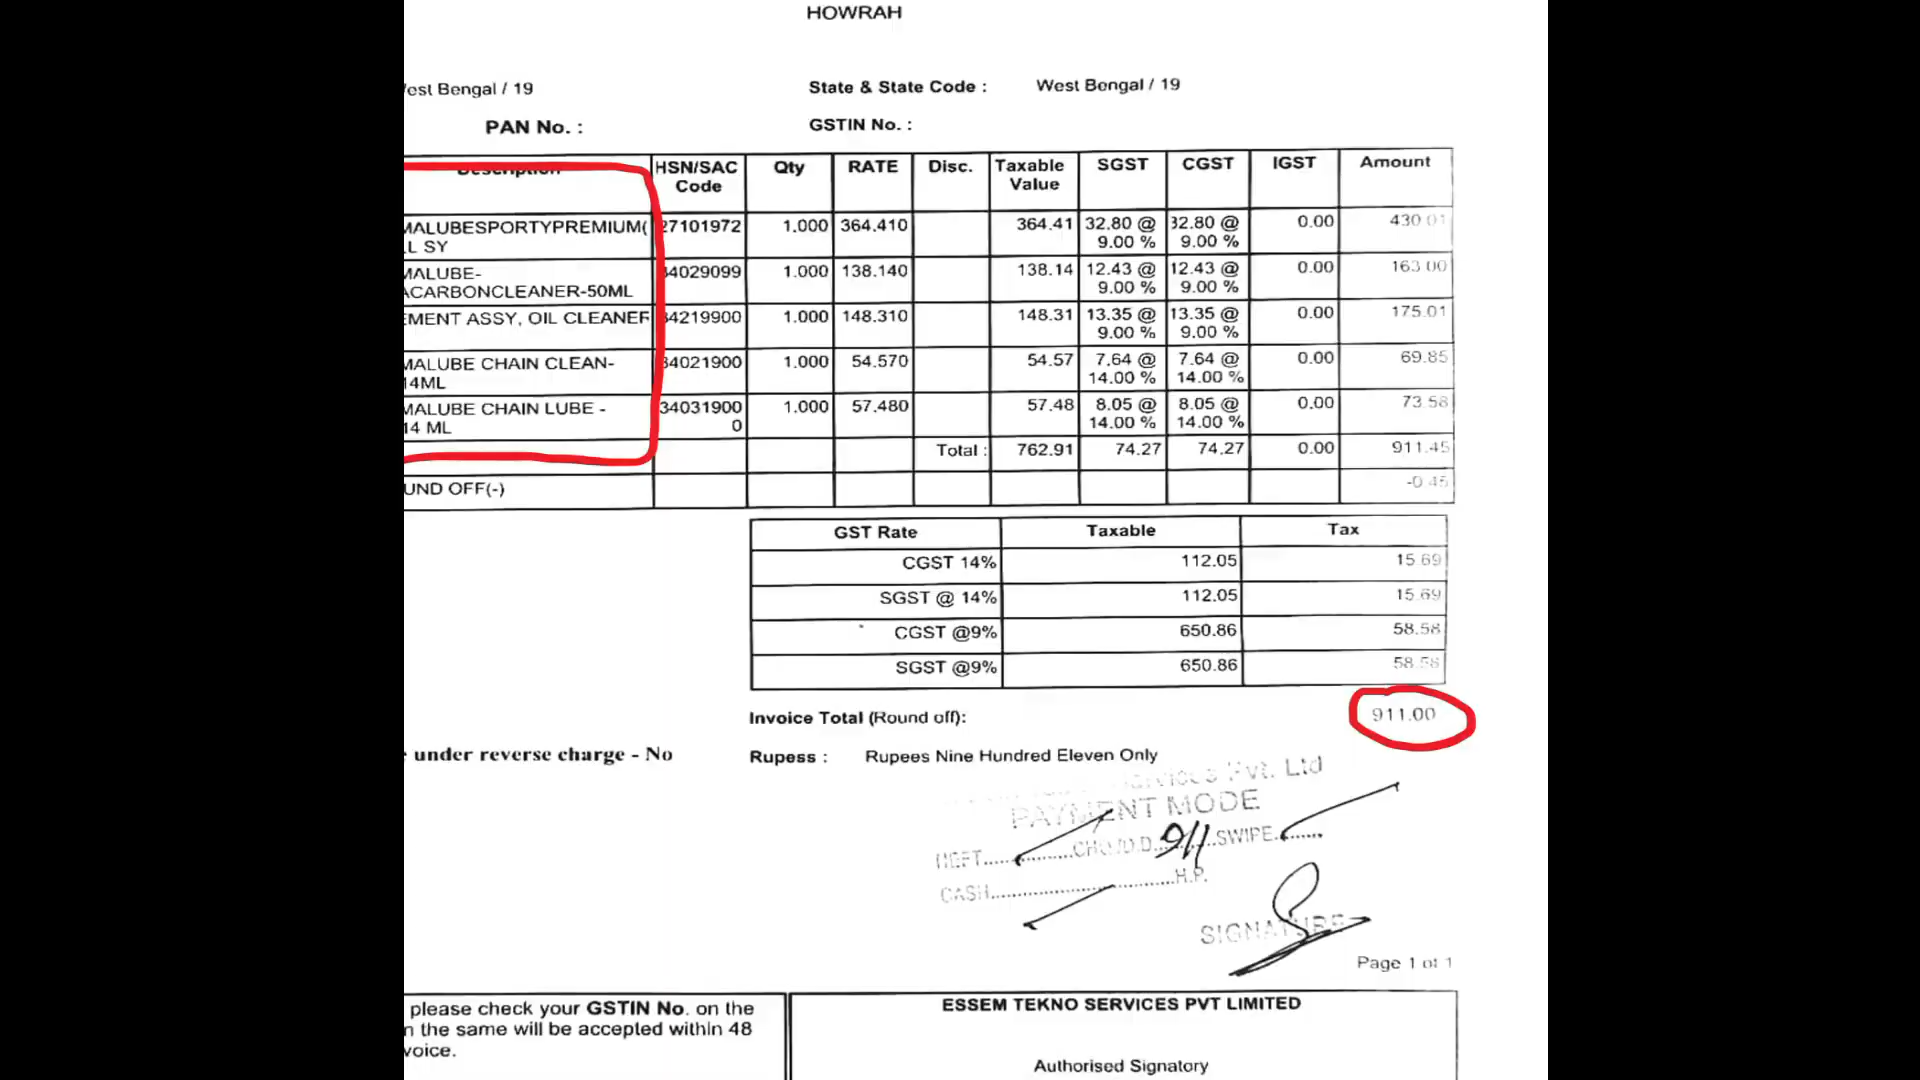 HOWRAH
est Bengal / 19
State & State Code : West Bengal / 19
PAN No. :
GSTIN No. :
Description HSN/SAC Code Qty RATE Disc. Taxable Value SGST CGST IGST Amount
MALUBESPORTYPREMIUM( 27101972 1.000 364.410 364.41 32.80 @ 32.80 @ 0.00 430.01
LL SY 9.00 % 9.00 %
MALUBE- 34029099 1.000 138.140 138.14 12.43 @ 12.43 @ 0.00 163.00
ACARBONCLEANER-50ML 9.00 % 9.00 %
EMENT ASSY, OIL CLEANER 84219900 1.000 148.310 148.31 13.35 @ 13.35 @ 0.00 175.01
9.00 % 9.00 %
MALUBE CHAIN CLEAN- 34021900 1.000 54.570 54.57 7.64 @ 7.64 @ 0.00 69.85
14ML 14.00 % 14.00 %
MALUBE CHAIN LUBE - 34031900 1.000 57.480 57.48 8.05 @ 8.05 @ 0.00 73.58
14 ML 0 14.00 % 14.00 %
Total : 762.91 74.27 74.27 0.00 911.45
UND OFF(-) -0.45
GST Rate Taxable Tax
CGST 14% 112.05 15.69
SGST @ 14% 112.05 15.69
CGST @9% 650.86 58.58
SGST @9% 650.86 58.58
Invoice Total (Round off): 911.00
e under reverse charge - No
Rupess : Rupees Nine Hundred Eleven Only
Services Pvt. Ltd
PAYMENT MODE
NEFT............CHQ/D.D. 911 SWIPE........
CASH....................................H.P.
SIGNATURE
Page 1 of 1
please check your GSTIN No. on the
n the same will be accepted within 48
voice.
ESSEM TEKNO SERVICES PVT LIMITED
Authorised Signatory